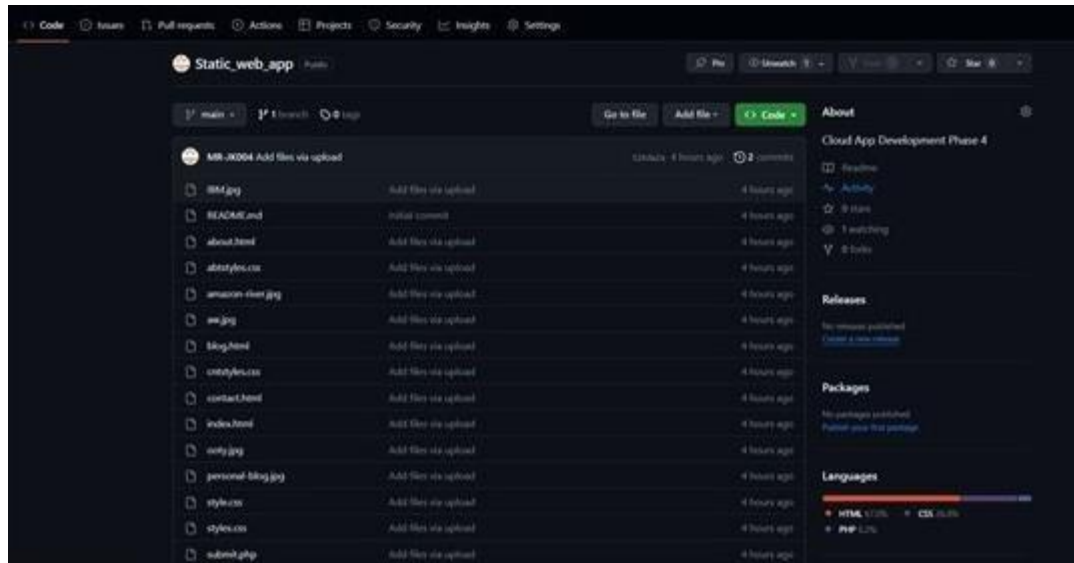 Code Issues Pull requests Actions Projects Security Insights Settings
Static_web_app Public
Pin Unwatch 1 Star 0
main 1 branch 0 tags
Go to file Add file Code
MR-JK004 Add files via upload 4 hours ago 2 commits
IBM.jpg Add files via upload 4 hours ago
README.md Initial commit 4 hours ago
about.html Add files via upload 4 hours ago
abtstyles.css Add files via upload 4 hours ago
amazon-river.jpg Add files via upload 4 hours ago
Add files via upload 4 hours ago
blog.html Add files via upload 4 hours ago
cntstyles.css Add files via upload 4 hours ago
contact.html Add files via upload 4 hours ago
index.html Add files via upload 4 hours ago
ooty.jpg Add files via upload 4 hours ago
personal-blog.jpg Add files via upload 4 hours ago
style.css Add files via upload 4 hours ago
styles.css Add files via upload 4 hours ago
submit.php Add files via upload 4 hours ago
About
Cloud App Development Phase 4
Readme
Activity
0 stars
1 watching
0 forks
Releases
No releases published
Create a new release
Packages
No packages published
Publish your first package
Languages
HTML CSS
PHP